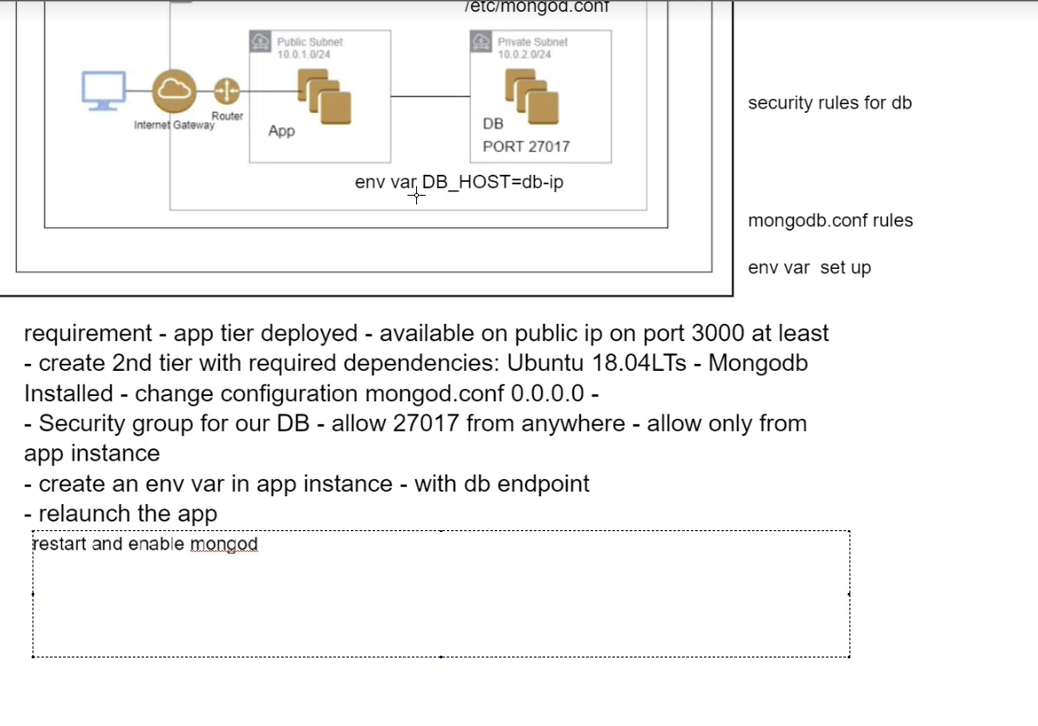 /etc/mongod.conf
Public Subnet
10.0.1.0/24
Private Subnet
10.0.2.0/24
security rules for db
Internet Gateway
Router
App
DB
PORT 27017
env var DB_HOST=db-ip
mongodb.conf rules
env var set up
requirement - app tier deployed - available on public ip on port 3000 at least
- create 2nd tier with required dependencies: Ubuntu 18.04LTs - Mongodb
Installed - change configuration mongod.conf 0.0.0.0 -
- Security group for our DB - allow 27017 from anywhere - allow only from
app instance
- create an env var in app instance - with db endpoint
- relaunch the app
restart and enable mongod